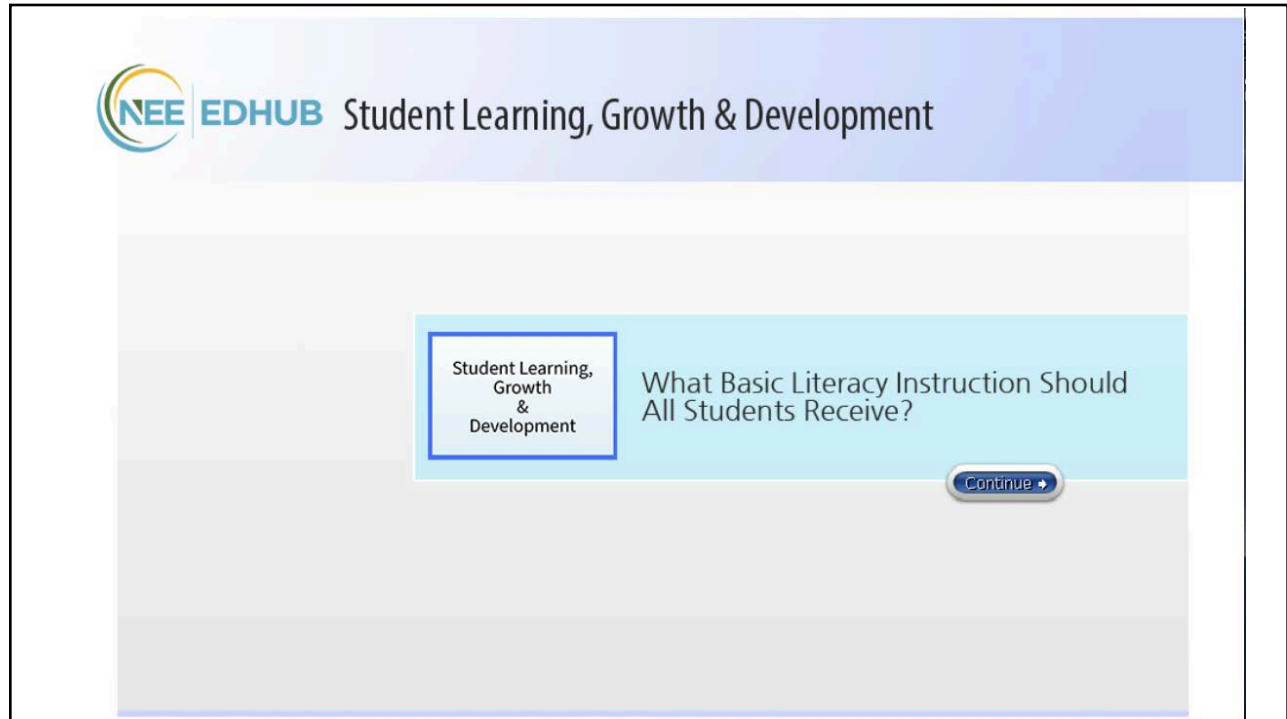 NEE EDHUB Student Learning, Growth & Development
Student Learning,
Growth
&
Development
What Basic Literacy Instruction Should
All Students Receive?
Continue